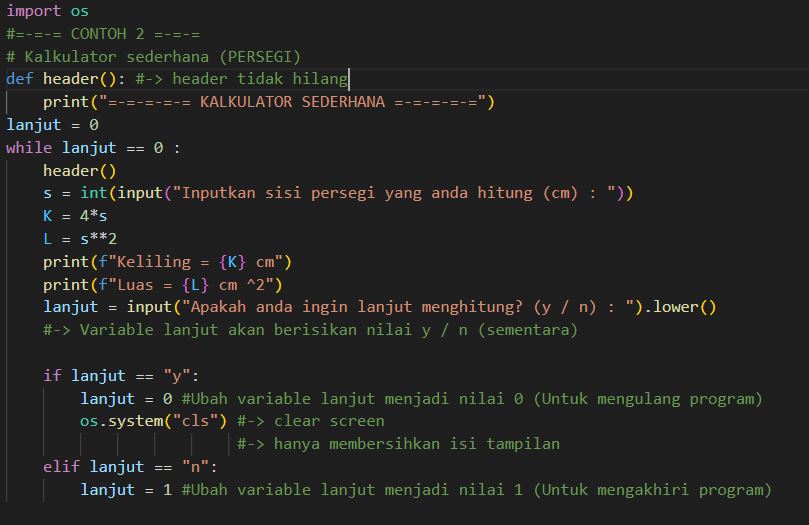 import os
#=-=-= CONTOH 2 =-=-=
# Kalkulator sederhana (PERSEGI)
def header(): #-> header tidak hilang
    print("=-=-=-=-= KALKULATOR SEDERHANA =-=-=-=-=")
lanjut = 0
while lanjut == 0 :
    header()
    s = int(input("Inputkan sisi persegi yang anda hitung (cm) : "))
    K = 4*s
    L = s**2
    print(f"Keliling = {K} cm")
    print(f"Luas = {L} cm ^2")
    lanjut = input("Apakah anda ingin lanjut menghitung? (y / n) : ").lower()
    #-> Variable lanjut akan berisikan nilai y / n (sementara)

    if lanjut == "y":
        lanjut = 0 #Ubah variable lanjut menjadi nilai 0 (Untuk mengulang program)
        os.system("cls") #-> clear screen
                         #-> hanya membersihkan isi tampilan
    elif lanjut == "n":
        lanjut = 1 #Ubah variable lanjut menjadi nilai 1 (Untuk mengakhiri program)